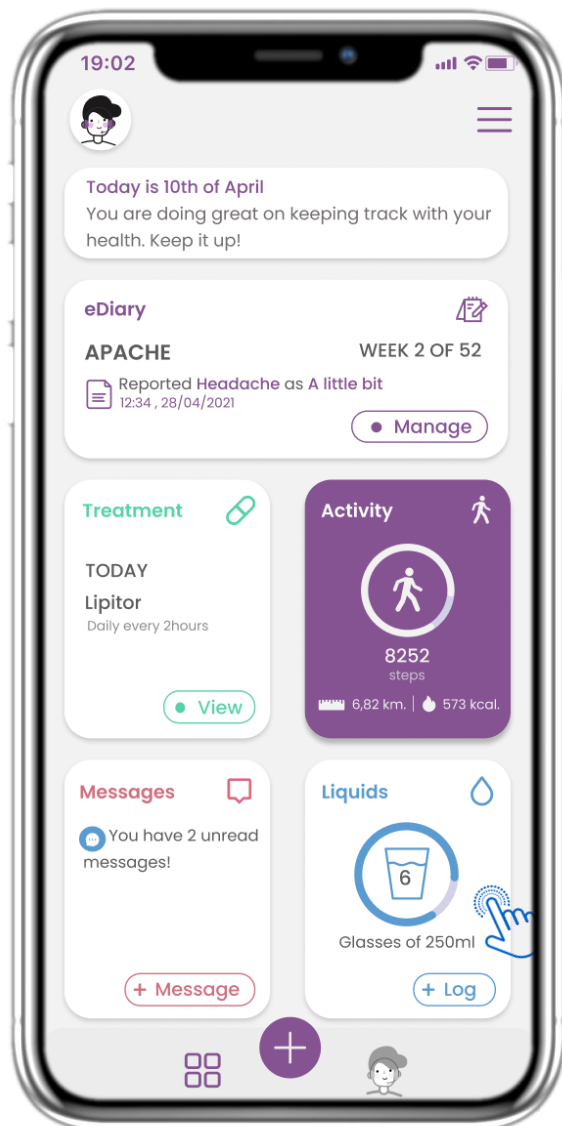 19:02
Today is 10th of April
You are doing great on keeping track with your
health. Keep it up!
eDiary
APACHE
WEEK 2 OF 52
Reported Headache as A little bit
12:34 , 28/04/2021
Manage
Treatment
TODAY
Lipitor
Daily every 2hours
View
Activity
8252
steps
6,82 km.
573 kcal.
Messages
You have 2 unread
messages!
+ Message
Liquids
6
Glasses of 250ml
+ Log